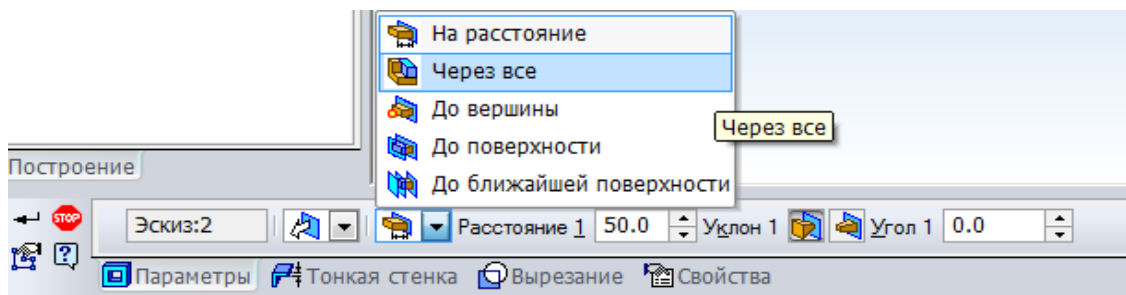 На расстояние
Через все
До вершины
Через все
До поверхности
До ближайшей поверхности
Построение
STOP Эскиз:2 Расстояние 1 50.0 Уклон 1 Угол 1 0.0
? Параметры Тонкая стенка Вырезание Свойства